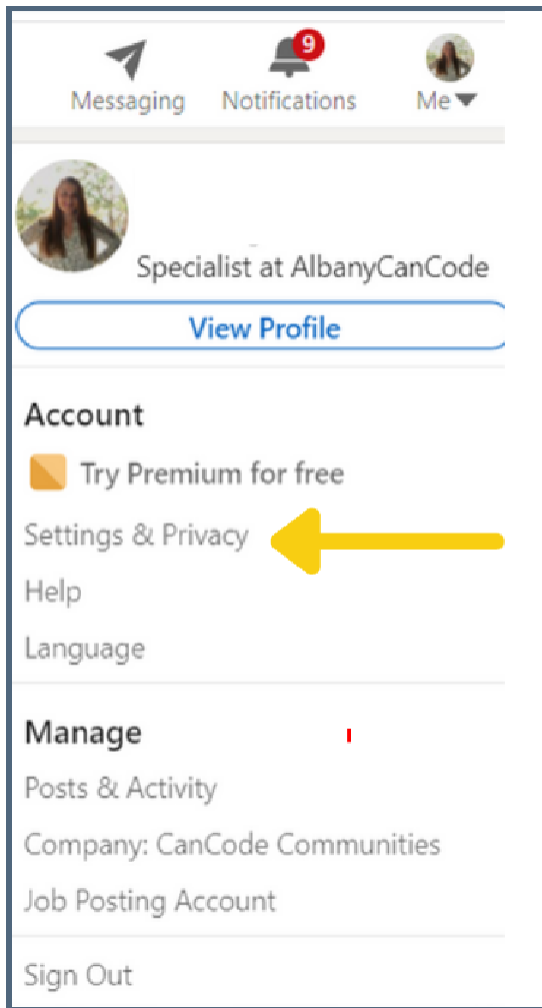 9
Messaging Notifications Me
Specialist at AlbanyCanCode
View Profile
Account
Try Premium for free
Settings & Privacy
Help
Language
Manage
Posts & Activity
Company: CanCode Communities
Job Posting Account
Sign Out